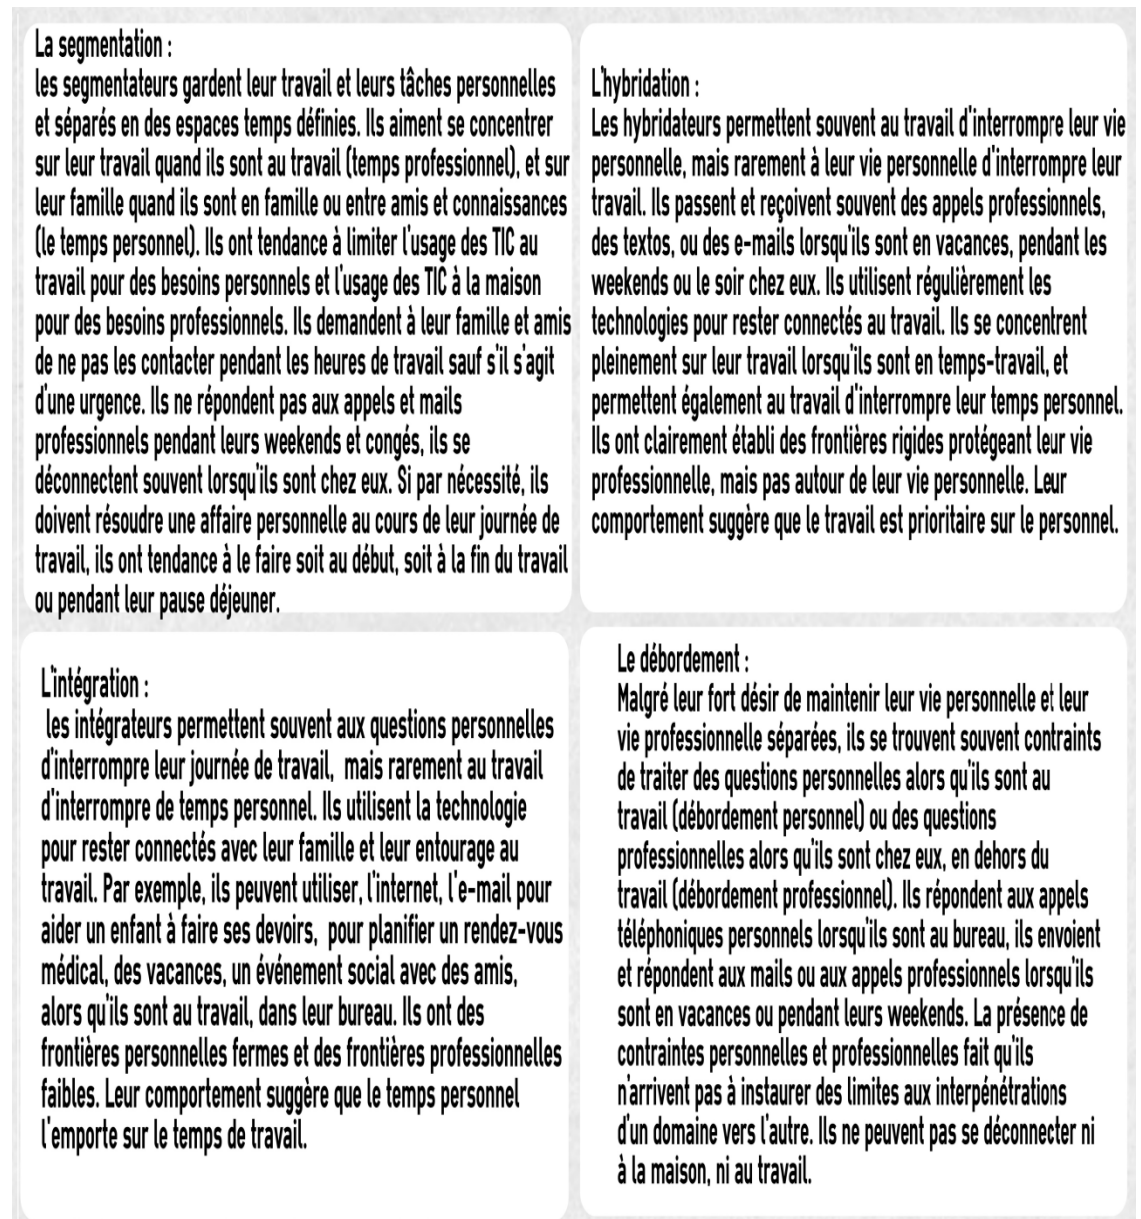 La segmentation :
les segmentateurs gardent leur travail et leurs tâches personnelles
et séparés en des espaces temps définies. Ils aiment se concentrer
sur leur travail quand ils sont au travail (temps professionnel), et sur
leur famille quand ils sont en famille ou entre amis et connaissances
(le temps personnel). Ils ont tendance à limiter l'usage des TIC au
travail pour des besoins personnels et l'usage des TIC à la maison
pour des besoins professionnels. Ils demandent à leur famille et amis
de ne pas les contacter pendant les heures de travail sauf s'il s'agit
d'une urgence. Ils ne répondent pas aux appels et mails
professionnels pendant leurs weekends et congés, ils se
déconnectent souvent lorsqu'ils sont chez eux. Si par nécessité, ils
doivent résoudre une affaire personnelle au cours de leur journée de
travail, ils ont tendance à le faire soit au début, soit à la fin du travail
ou pendant leur pause déjeuner.
L'hybridation :
Les hybridateurs permettent souvent au travail d'interrompre leur vie
personnelle, mais rarement à leur vie personnelle d'interrompre leur
travail. Ils passent et reçoivent souvent des appels professionnels,
des textos, ou des e-mails lorsqu'ils sont en vacances, pendant les
weekends ou le soir chez eux. Ils utilisent régulièrement les
technologies pour rester connectés au travail. Ils se concentrent
pleinement sur leur travail lorsqu'ils sont en temps-travail, et
permettent également au travail d'interrompre leur temps personnel.
Ils ont clairement établi des frontières rigides protégeant leur vie
professionnelle, mais pas autour de leur vie personnelle. Leur
comportement suggère que le travail est prioritaire sur le personnel.
L'intégration :
les intégrateurs permettent souvent aux questions personnelles
d'interrompre leur journée de travail, mais rarement au travail
d'interrompre de temps personnel. Ils utilisent la technologie
pour rester connectés avec leur famille et leur entourage au
travail. Par exemple, ils peuvent utiliser, l'internet, l'e-mail pour
aider un enfant à faire ses devoirs, pour planifier un rendez-vous
médical, des vacances, un événement social avec des amis,
alors qu'ils sont au travail, dans leur bureau. Ils ont des
frontières personnelles fermes et des frontières professionnelles
faibles. Leur comportement suggère que le temps personnel
l'emporte sur le temps de travail.
Le débordement :
Malgré leur fort désir de maintenir leur vie personnelle et leur
vie professionnelle séparées, ils se trouvent souvent contraints
de traiter des questions personnelles alors qu'ils sont au
travail (débordement personnel) ou des questions
professionnelles alors qu'ils sont chez eux, en dehors du
travail (débordement professionnel). Ils répondent aux appels
téléphoniques personnels lorsqu'ils sont au bureau, ils envoient
et répondent aux mails ou aux appels professionnels lorsqu'ils
sont en vacances ou pendant leurs weekends. La présence de
contraintes personnelles et professionnelles fait qu'ils
n'arrivent pas à instaurer des limites aux interpénétrations
d'un domaine vers l'autre. Ils ne peuvent pas se déconnecter ni
à la maison, ni au travail.